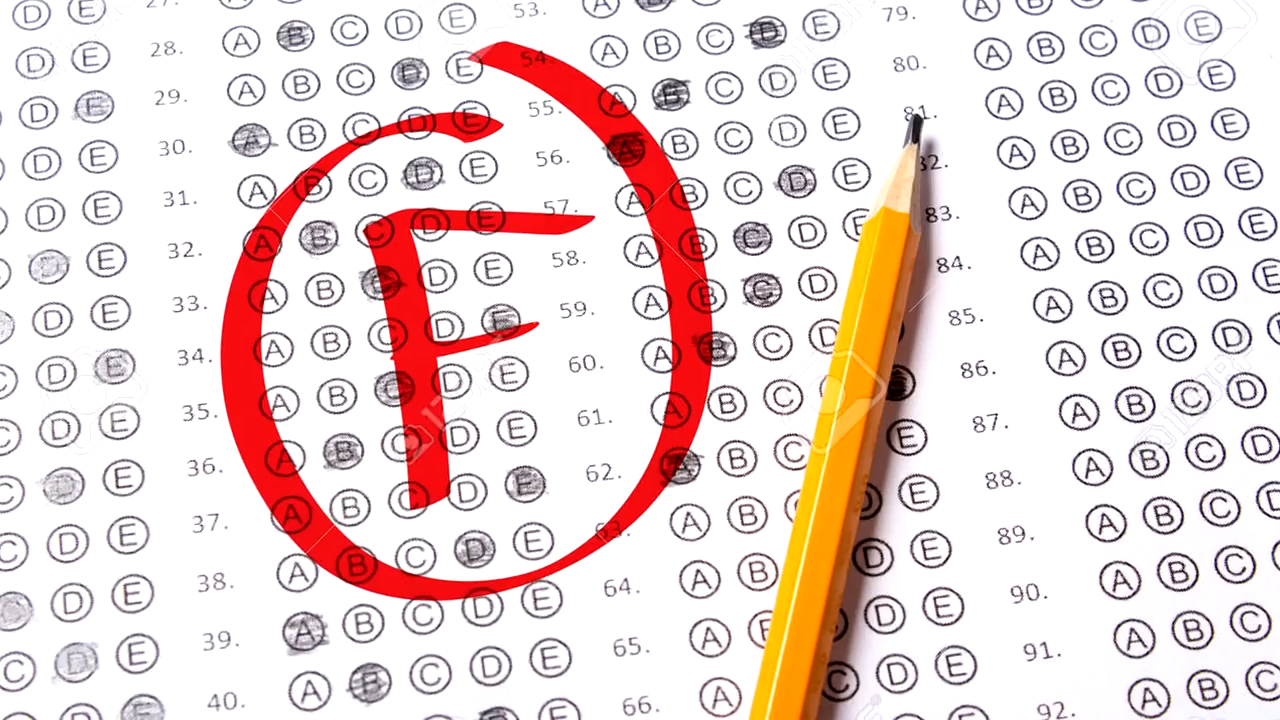 D E
D E
D E
D E
D E
D E
D E
C D E
C D E
C D E
C D E
D E
C D E
D E
27.
28. A B C D E
29. A B C D E
30. A B C D E
31. A B C D E
32. A B C D E
33. A B C D E
34. A B C D E
35. A B C D E
36. A B C D E
37. A B C D E
38. A B C D E
39. A B C D E
40. A B C D E
F
53. A B
54. A B C D E
55. A B C D E
56. A B C D E
57. A B C D E
58. A B C D E
59. A B C D
60. A B C D
61. A B C
62. A B C E
63. A B E
64. A B D E
65. A B D E
66. A C D E
79. A B C D
80. A B C D E
81. A B C D E
82. A B C D E
83. A B C D E
84. A B C D E
85. A B C D E
86. A B C D
87. A B C D
88. A B C D
89. A B C D
90. A B C
91. A B C
92. A B C